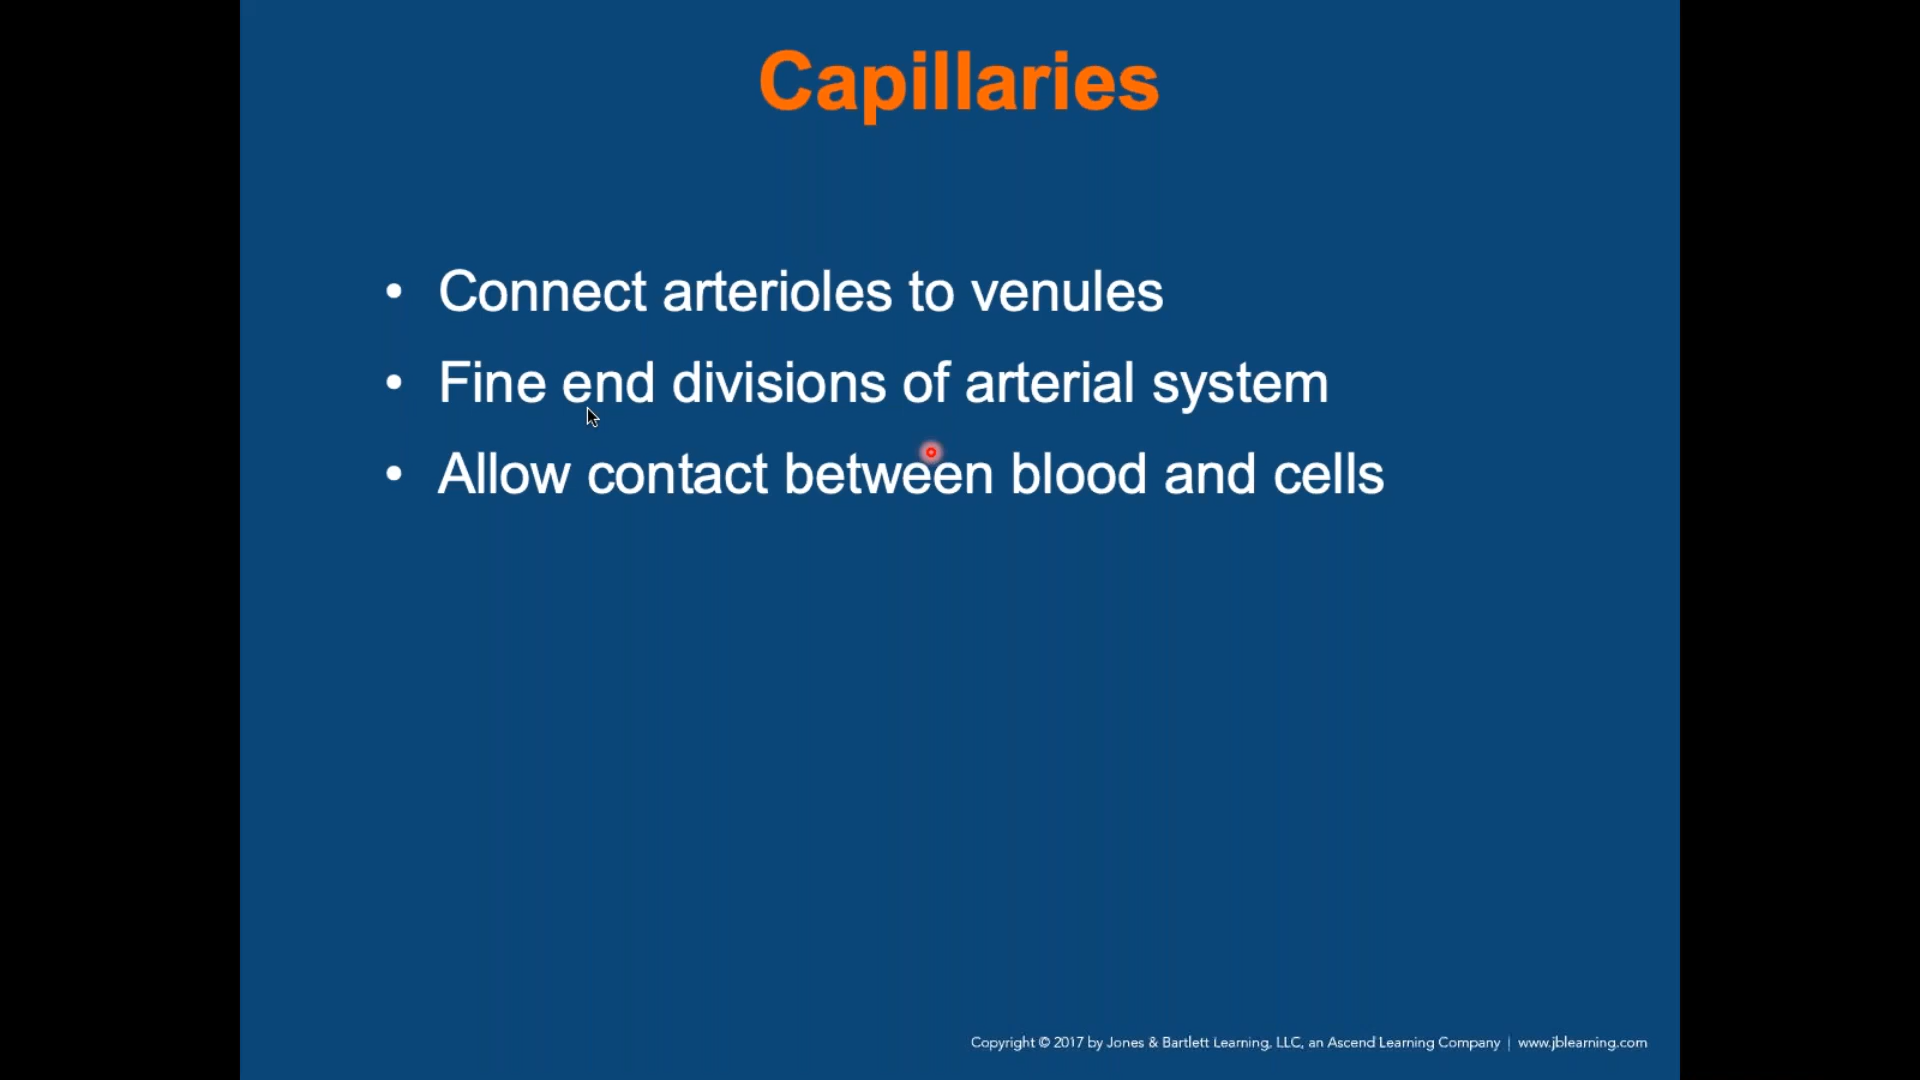 Capillaries
• Connect arterioles to venules
• Fine end divisions of arterial system
• Allow contact between blood and cells
Copyright © 2017 by Jones & Bartlett Learning, LLC, an Ascend Learning Company | www.jblearning.com